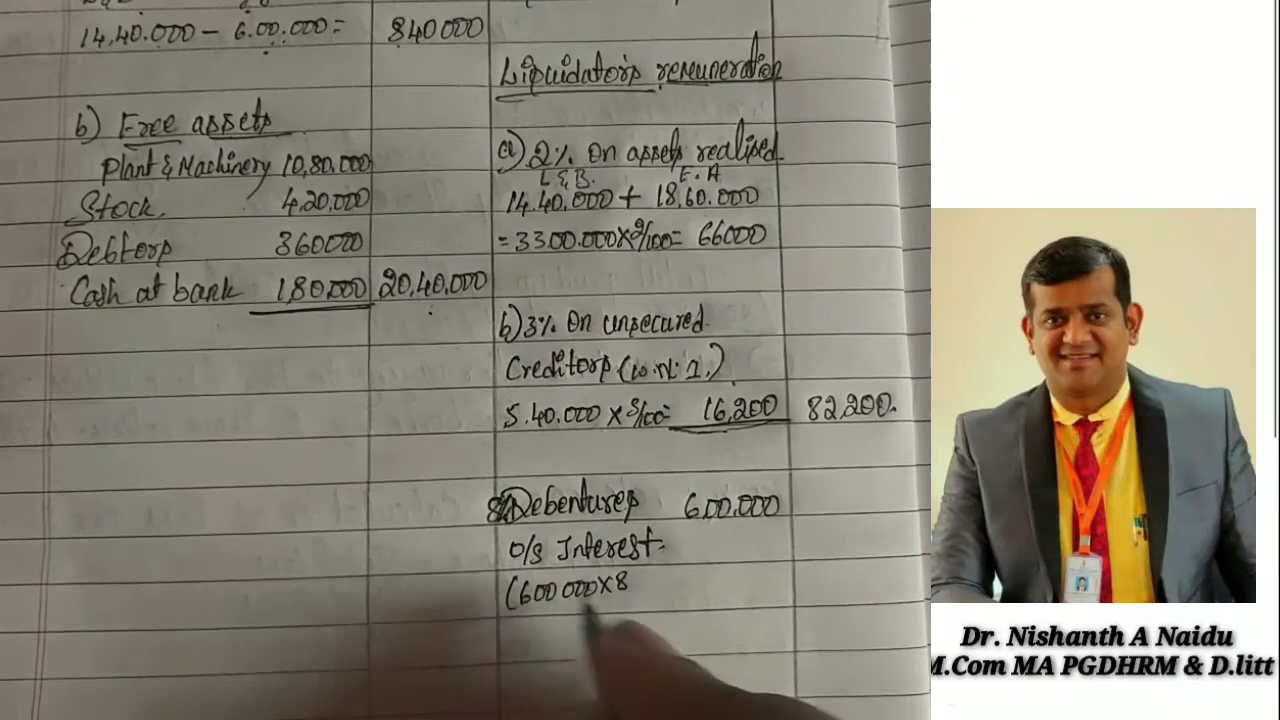 14,40,000 - 6,00,000 = 840000
b) Free assets
Plant & Machinery 10,80,000
Stock 4,20,000
Debtors 360000
Cash at bank 1,80,000 20,40,000
Liquidator's remuneration
a) 2% on assets realised
L & B. F. A
14,40,000 + 18,60,000
= 3300,000 x 2/100 = 66000
b) 3% on unsecured
Creditors (W.N: 1.)
5,40,000 x 3/100 = 16,200 82,200.
8% Debentures 6,00,000
O/S Interest
(600000x8
Dr. Nishanth A Naidu
M.Com MA PGDHRM & D.litt